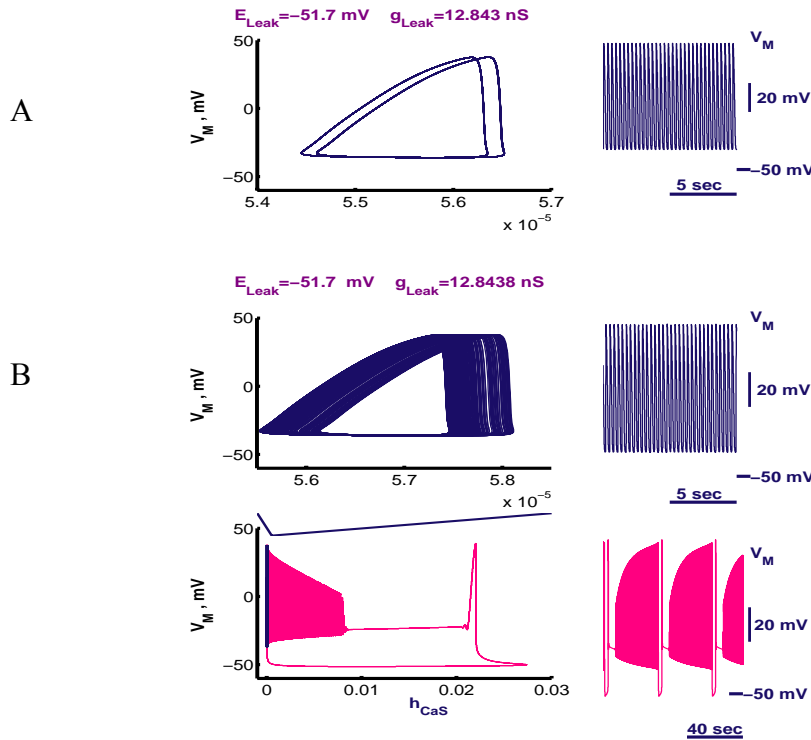 E_Leak=−51.7 mV g_Leak=12.843 nS
A
V_M, mV
50
0
−50
5.4 5.5 5.6 5.7
x 10^-5
V_M
20 mV
−50 mV
5 sec
E_Leak=−51.7 mV g_Leak=12.8438 nS
B
V_M, mV
50
0
−50
5.6 5.7 5.8
x 10^-5
V_M
20 mV
−50 mV
5 sec
V_M, mV
50
0
−50
0 0.01 0.02 0.03
h_CaS
V_M
20 mV
−50 mV
40 sec